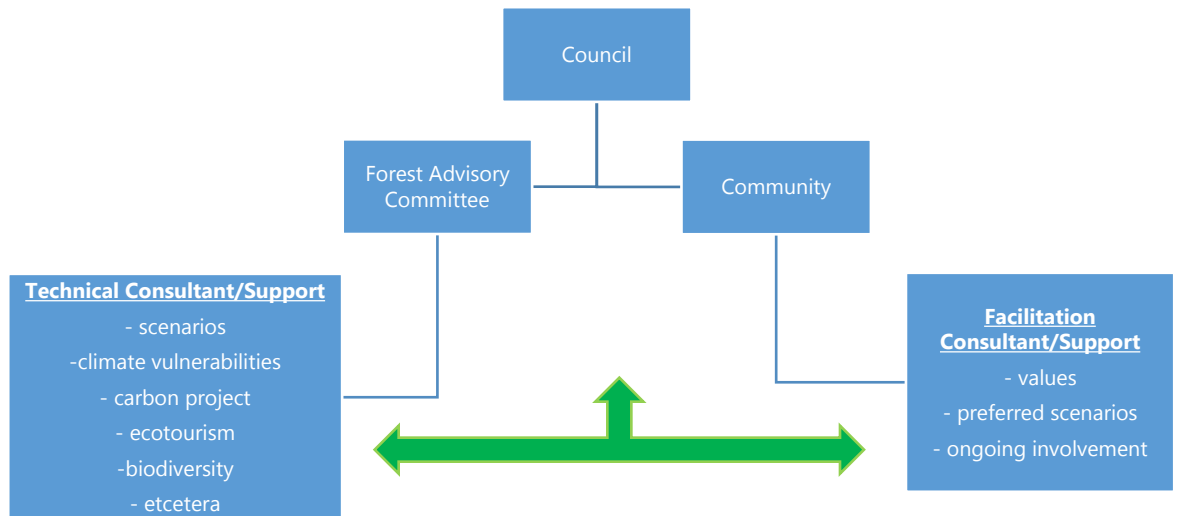 Council
Forest Advisory
Committee
Community
Technical Consultant/Support
- scenarios
-climate vulnerabilities
- carbon project
- ecotourism
-biodiversity
- etcetera
Facilitation
Consultant/Support
- values
- preferred scenarios
- ongoing involvement